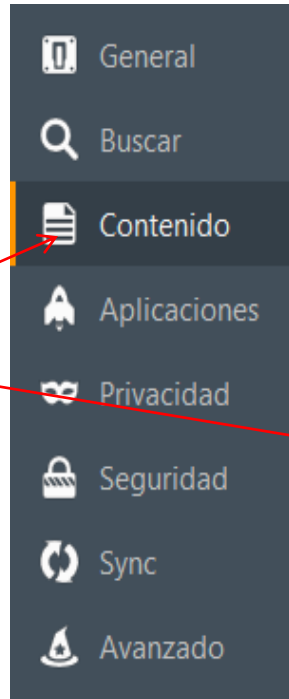 General
Buscar
Contenido
Aplicaciones
Privacidad
Seguridad
Sync
Avanzado